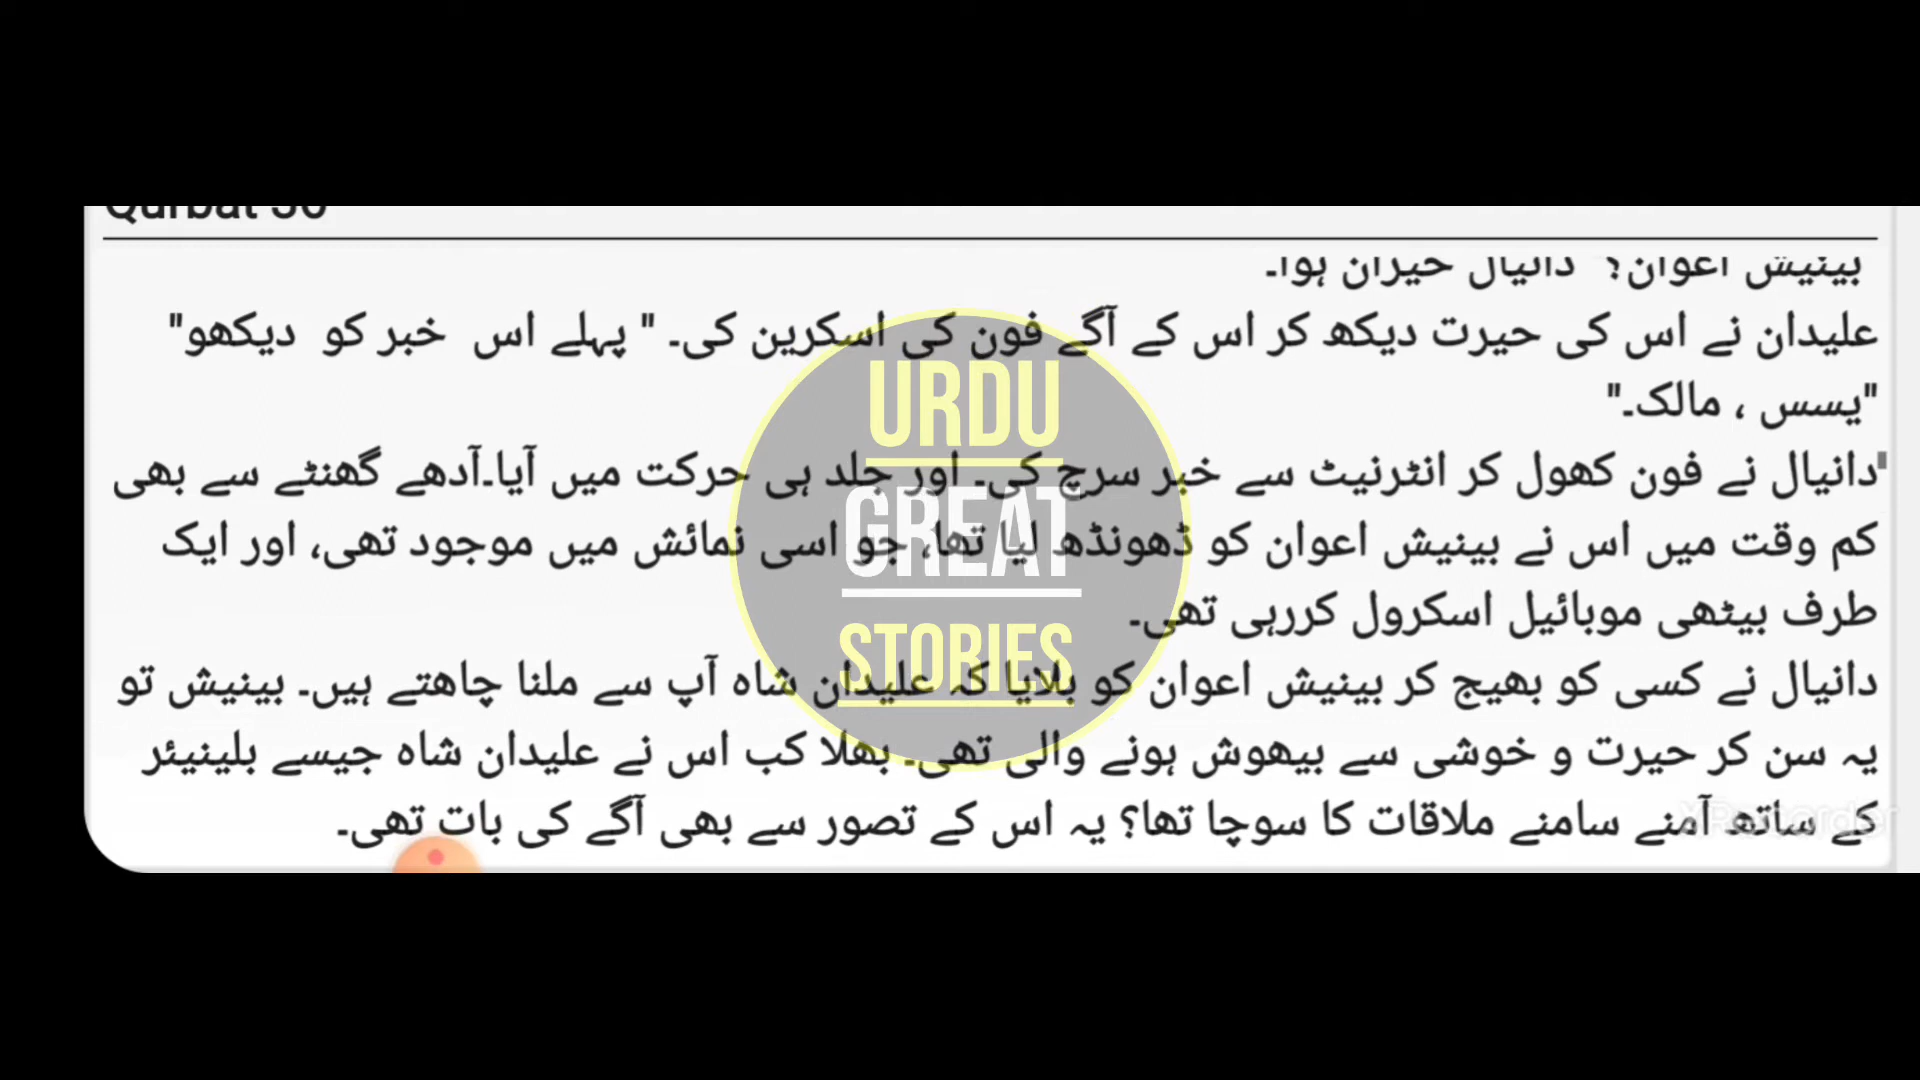 Qurbat 30
بینیش اعوان؟ دانیال حیران ہوا۔
علیدان نے اس کی حیرت دیکھ کر اس کے آگے فون کی اسکرین کی۔ " پہلے اس خبر کو دیکھو"
"یسس ، مالک۔"
دانیال نے فون کھول کر انٹرنیٹ سے خبر سرچ کی۔ اور جلد ہی حرکت میں آیا۔آدھے گھنٹے سے بھی
کم وقت میں اس نے بینیش اعوان کو ڈھونڈھ لیا تھا، جو اسی نمائش میں موجود تھی، اور ایک
طرف بیٹھی موبائیل اسکرول کررہی تھی۔
دانیال نے کسی کو بھیج کر بینیش اعوان کو بلایا کہ علیدان شاہ آپ سے ملنا چاھتے ہیں۔ بینیش تو
یہ سن کر حیرت و خوشی سے بیھوش ہونے والی تھی۔ بھلا کب اس نے علیدان شاہ جیسے بلینیئر
کے ساتھ آمنے سامنے ملاقات کا سوچا تھا؟ یہ اس کے تصور سے بھی آگے کی بات تھی۔
URDU
GREAT
STORIES
XRecorder